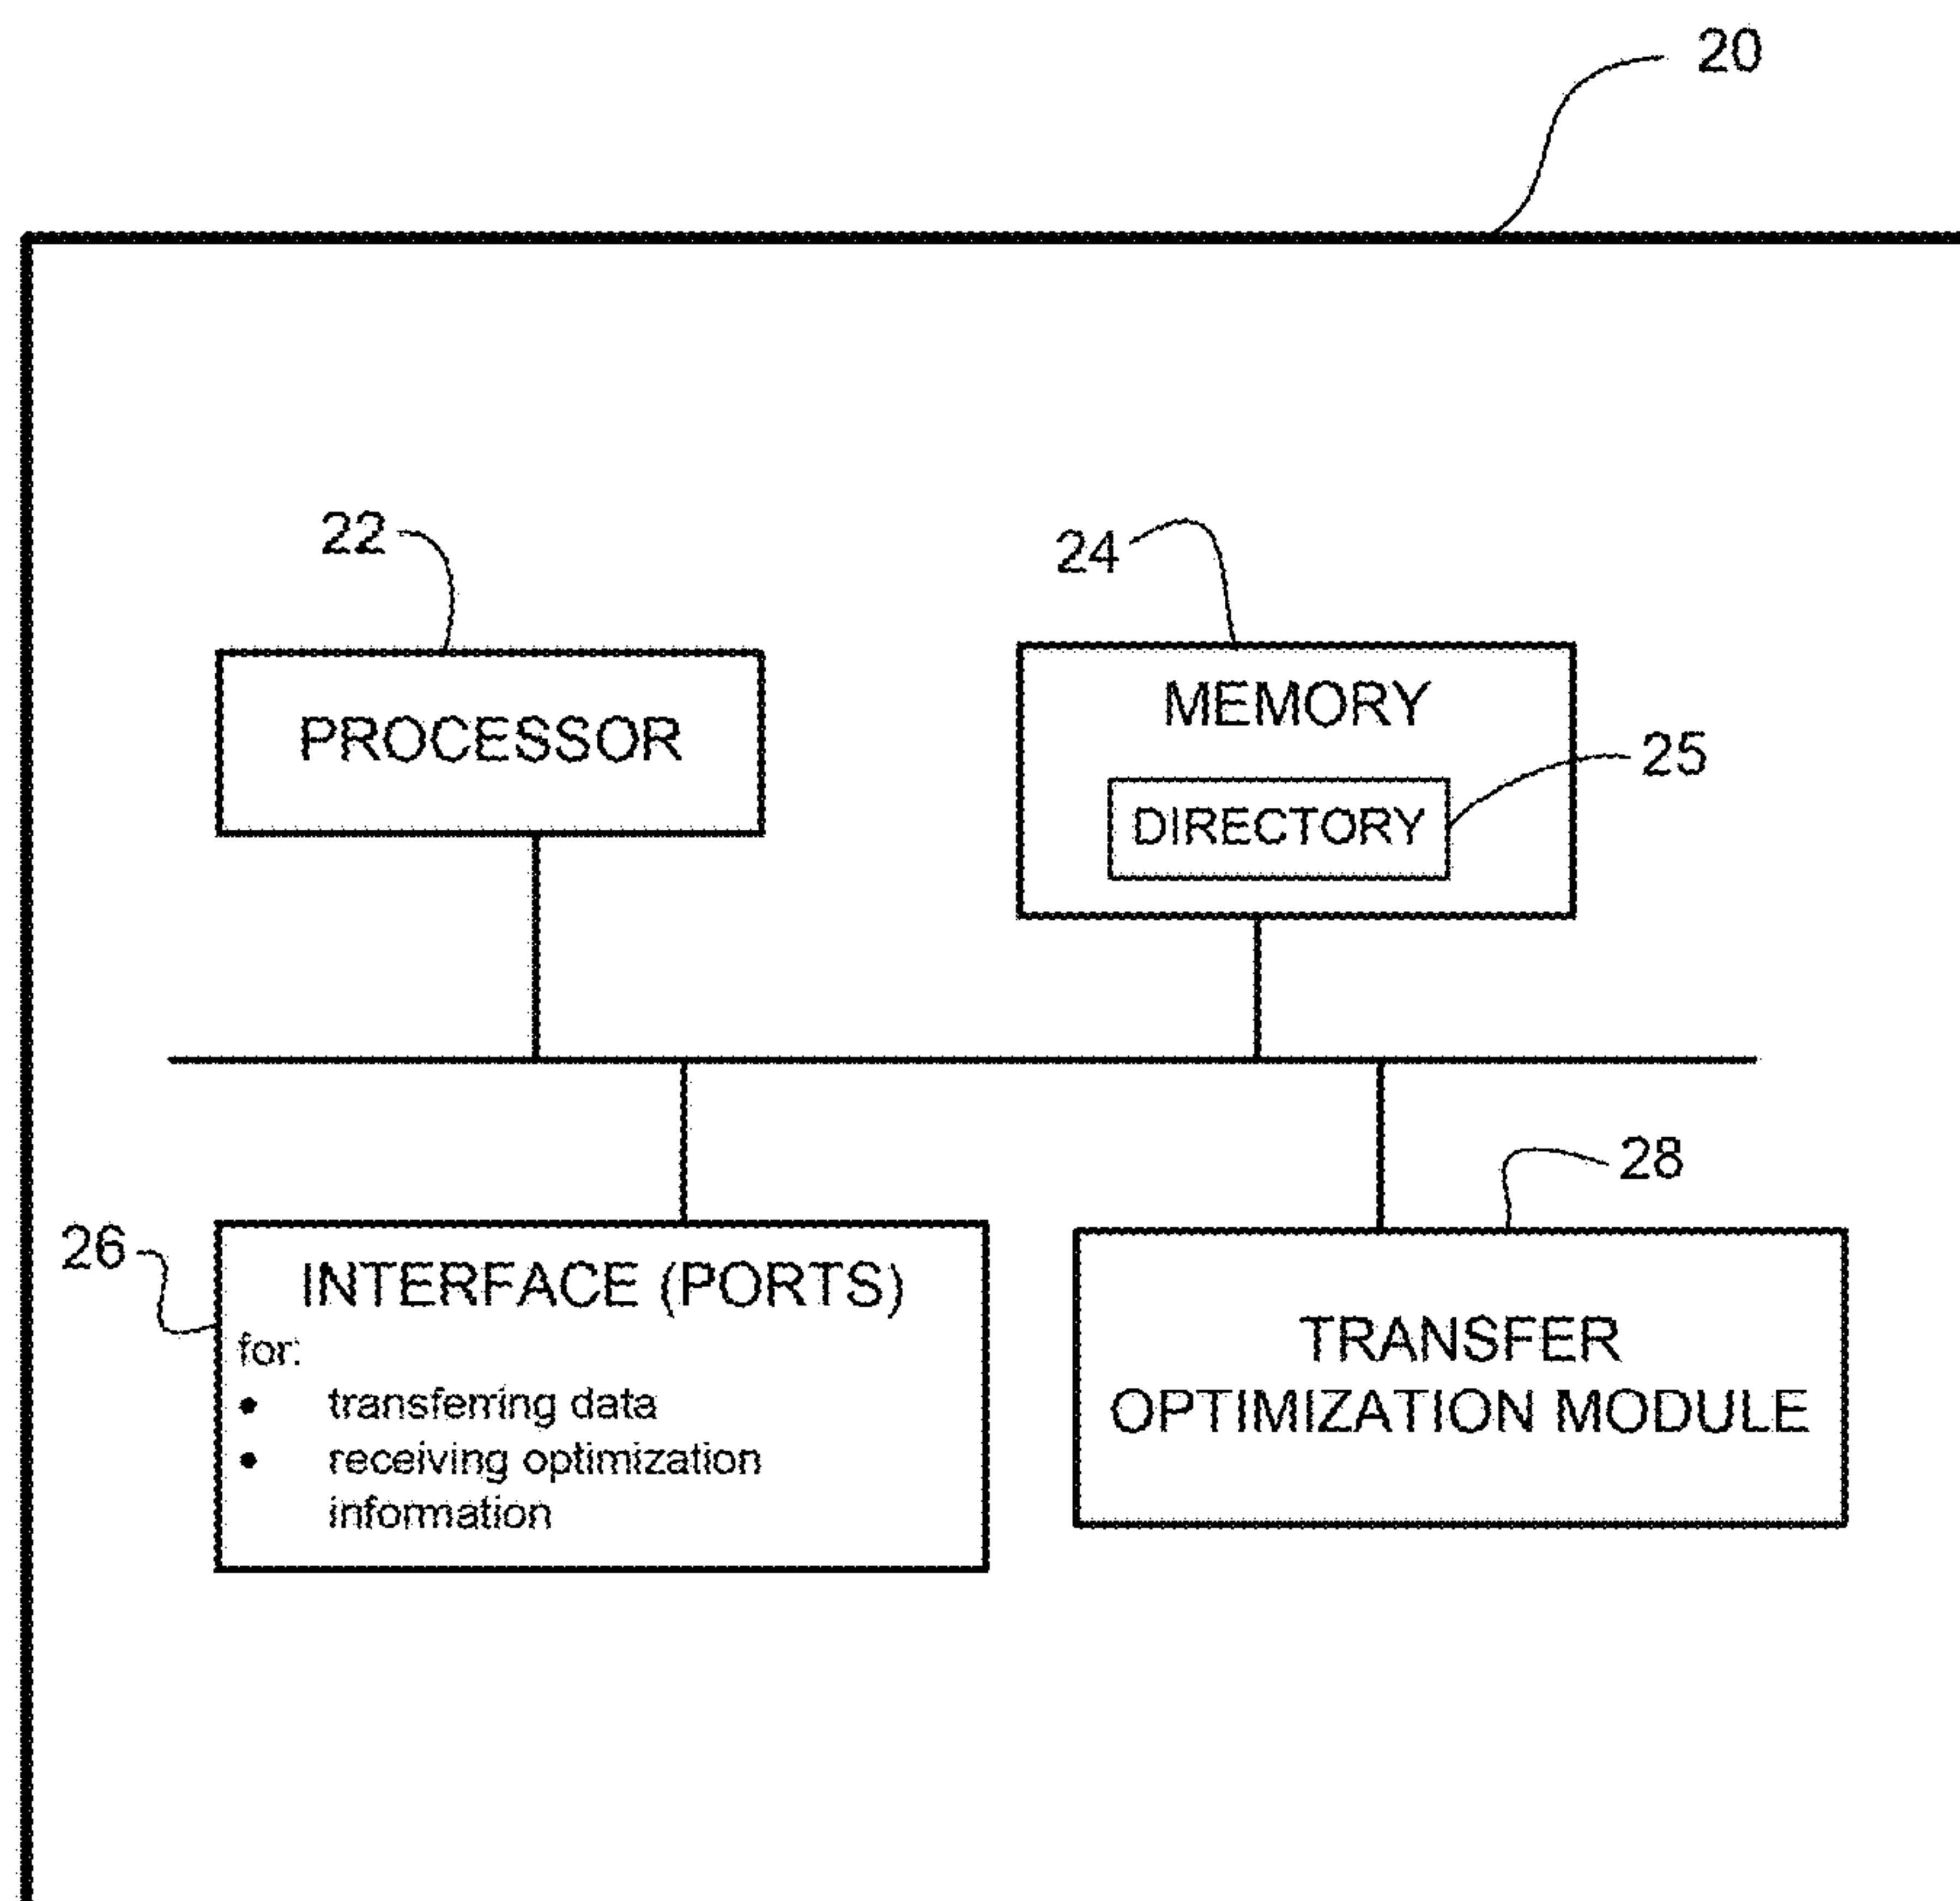 20
22
24
PROCESSOR
MEMORY
25
DIRECTORY
26
28
INTERFACE (PORTS)
for:
• transferring data
• receiving optimization
information
TRANSFER
OPTIMIZATION MODULE